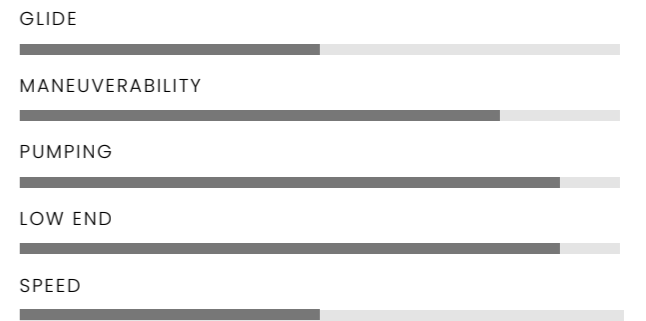 GLIDE
MANEUVERABILITY
PUMPING
LOW END
SPEED